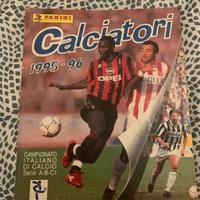 PANINI
Calciatori
1995-96
OPEL
CAMPIONATO
ITALIANO
DI CALCIO
Serie A-B-C1